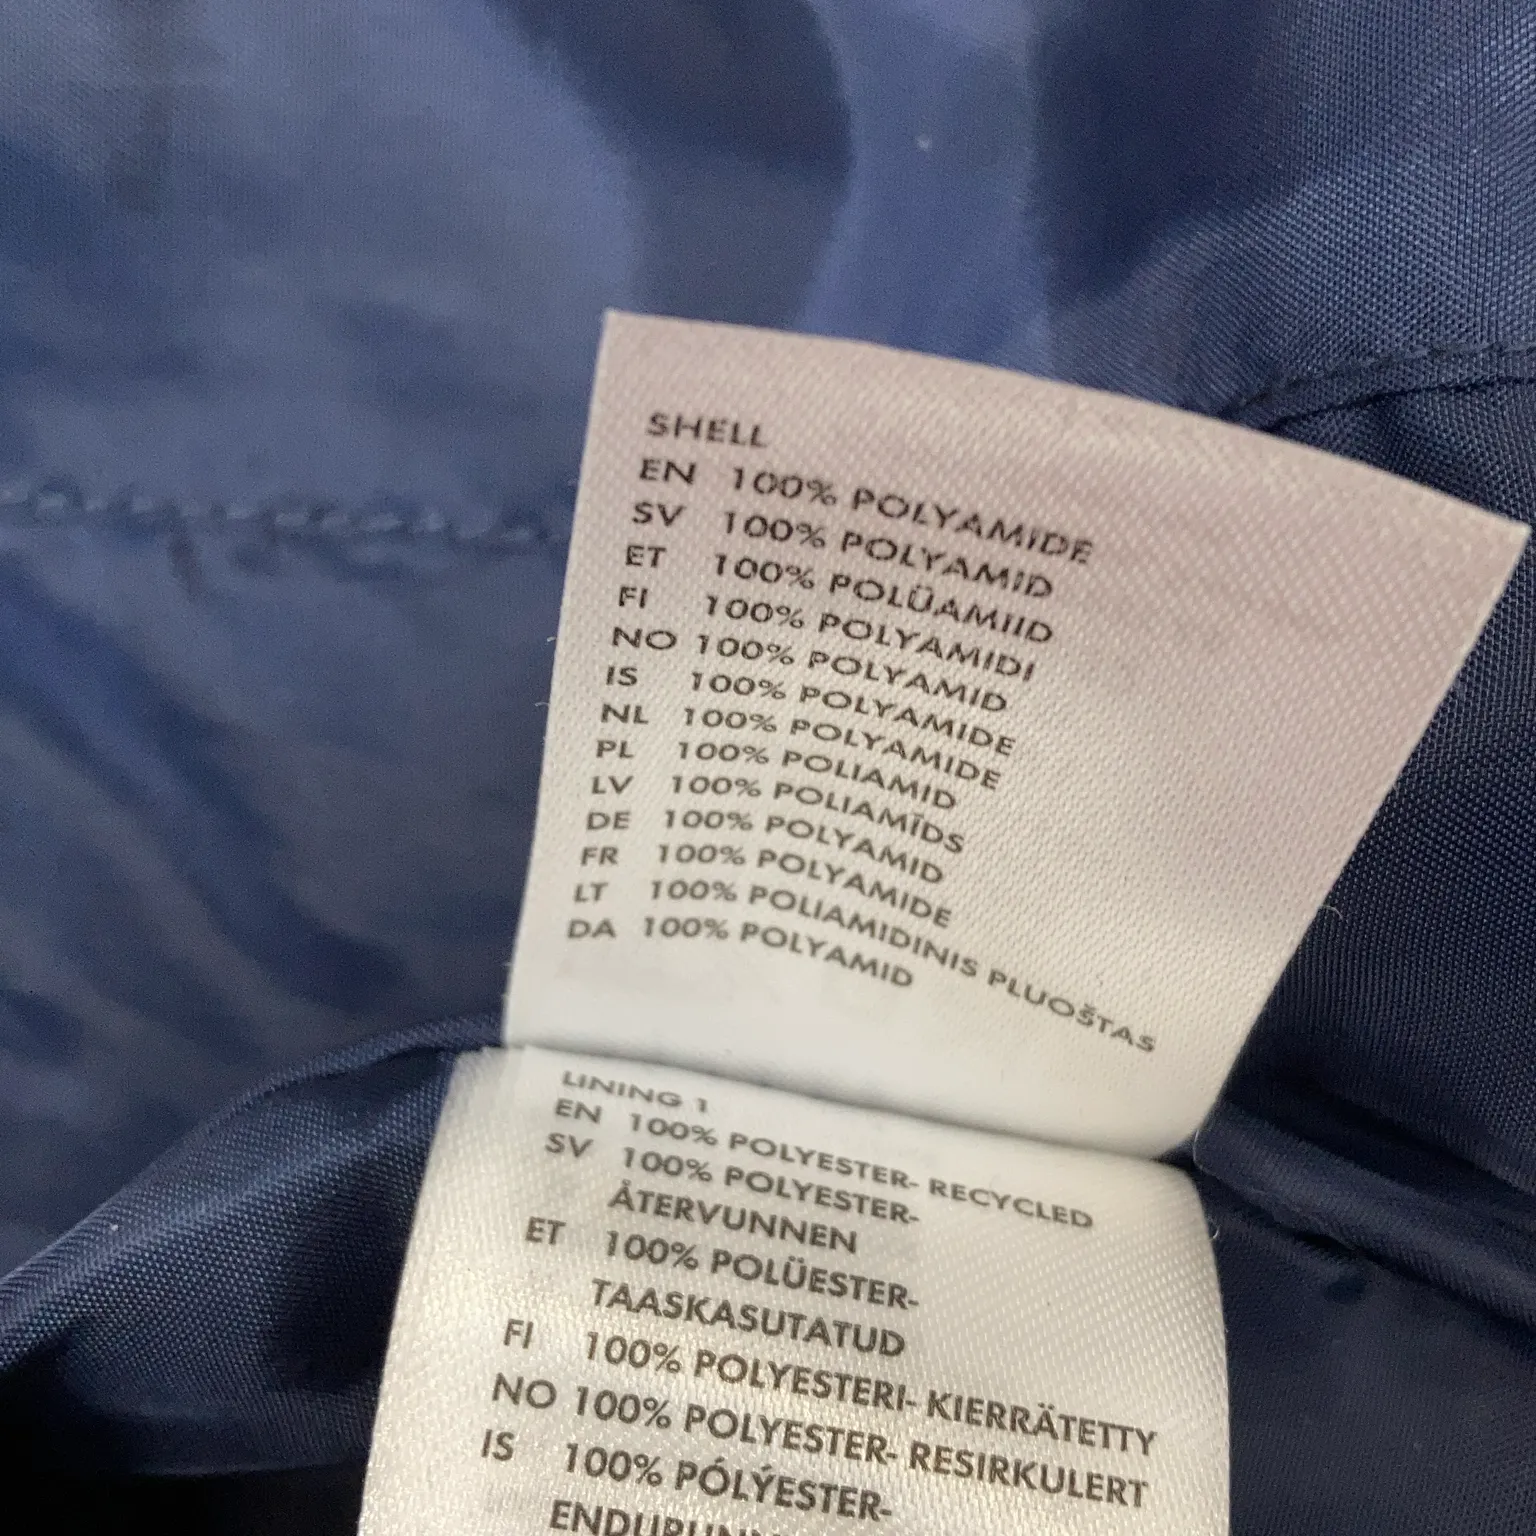 SHELL
EN 100% POLYAMIDE
SV 100% POLYAMID
ET 100% POLÜAMIID
FI 100% POLYAMIDI
NO 100% POLYAMID
IS 100% POLYAMIDE
NL 100% POLYAMIDE
PL 100% POLIAMID
LV 100% POLIAMĪDS
DE 100% POLYAMID
FR 100% POLYAMIDE
LT 100% POLIAMIDINIS PLUOŠTAS
DA 100% POLYAMID
LINING 1
EN 100% POLYESTER- RECYCLED
SV 100% POLYESTER-
ÅTERVUNNEN
ET 100% POLÜESTER-
TAASKASUTATUD
FI 100% POLYESTERI- KIERRÄTETTY
NO 100% POLYESTER- RESIRKULERT
IS 100% PÓLÝESTER-